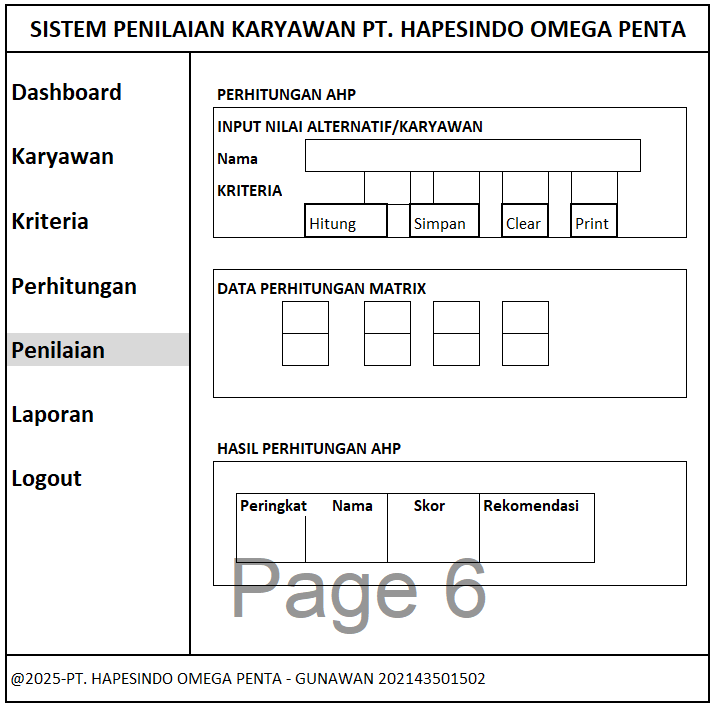 SISTEM PENILAIAN KARYAWAN PT. HAPESINDO OMEGA PENTA
Dashboard
Karyawan
Kriteria
Perhitungan
Penilaian
Laporan
Logout
PERHITUNGAN AHP
INPUT NILAI ALTERNATIF/KARYAWAN
Nama
KRITERIA
Hitung Simpan Clear Print
DATA PERHITUNGAN MATRIX
HASIL PERHITUNGAN AHP
Peringkat Nama Skor Rekomendasi
Page 6
@2025-PT. HAPESINDO OMEGA PENTA - GUNAWAN 202143501502